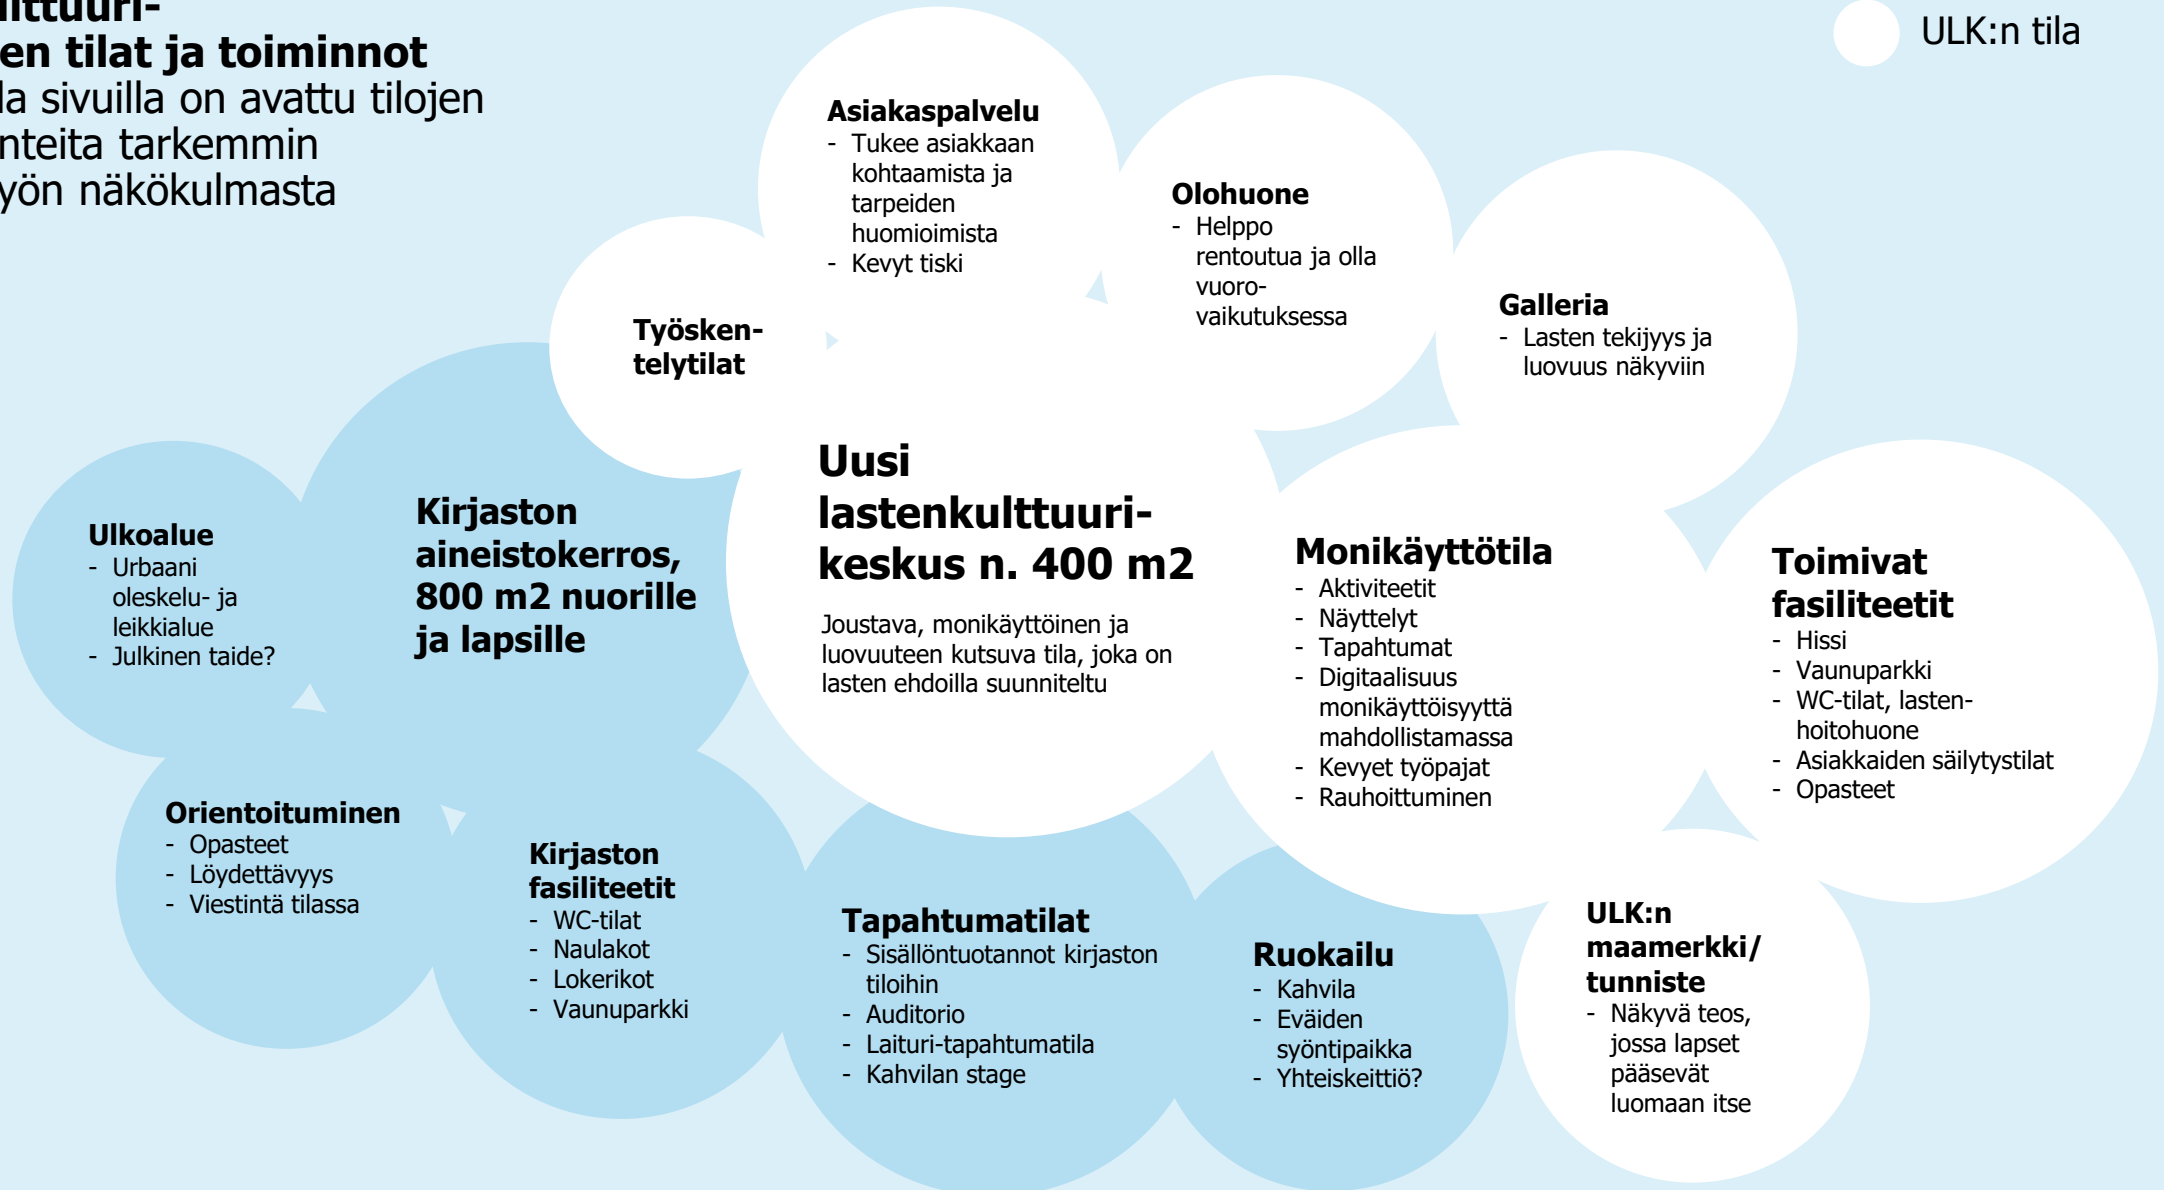 en tilat ja toiminnot
sivuilla on avattu tilojen
tarkemmin
näkökulmasta
ULK:n tila
Asiakaspalvelu
- Tukee asiakkaan
kohtaamista ja
tarpeiden
huomioimista
- Kevyt tiski
Olohuone
- Helppo
rentoutua ja olla
vuoro-
vaikutuksessa
Galleria
- Lasten tekijyys ja
luovuus näkyviin
Työsken-
telytilat
Uusi
lastenkulttuuri-
keskus n. 400 m2
Joustava, monikäyttöinen ja
luovuuteen kutsuva tila, joka on
lasten ehdoilla suunniteltu
Kirjaston
aineistokerros,
800 m2 nuorille
ja lapsille
Ulkoalue
- Urbaani
oleskelu- ja
leikkialue
- Julkinen taide?
Monikäyttötila
- Aktiviteetit
- Näyttelyt
- Tapahtumat
- Digitaalisuus
monikäyttöisyyttä
mahdollistamassa
- Kevyet työpajat
- Rauhoittuminen
Toimivat
fasiliteetit
- Hissi
- Vaunuparkki
- WC-tilat, lasten-
hoitohuone
- Asiakkaiden säilytystilat
- Opasteet
Orientoituminen
- Opasteet
- Löydettävyys
- Viestintä tilassa
Kirjaston
fasiliteetit
- WC-tilat
- Naulakot
- Lokerikot
- Vaunuparkki
Tapahtumatilat
- Sisällöntuotannot kirjaston
tiloihin
- Auditorio
- Laituri-tapahtumatila
- Kahvilan stage
Ruokailu
- Kahvila
- Eväiden
syöntipaikka
- Yhteiskeittiö?
ULK:n
maamerkki/
tunniste
- Näkyvä teos,
jossa lapset
pääsevät
luomaan itse